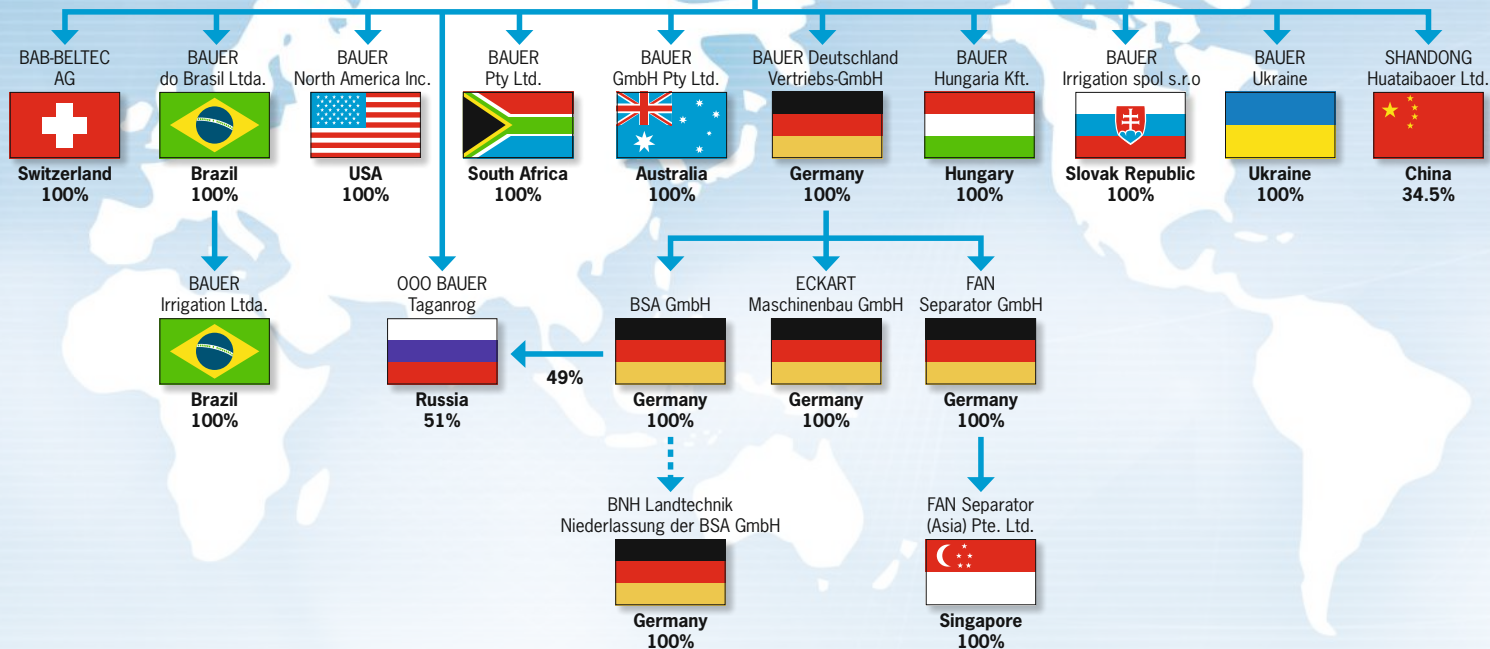 BAB-BELTEC
AG
Switzerland
100%
BAUER
do Brasil Ltda.
Brazil
100%
BAUER
North America Inc.
USA
100%
BAUER
Pty Ltd.
South Africa
100%
BAUER
GmbH Pty Ltd.
Australia
100%
BAUER Deutschland
Vertriebs-GmbH
Germany
100%
BAUER
Hungaria Kft.
Hungary
100%
BAUER
Irrigation spol s.r.o
Slovak Republic
100%
BAUER
Ukraine
Ukraine
100%
SHANDONG
Huataibaoer Ltd.
China
34.5%
BAUER
Irrigation Ltda.
Brazil
100%
OOO BAUER
Taganrog
Russia
51%
49%
BSA GmbH
Germany
100%
ECKART
Maschinenbau GmbH
Germany
100%
FAN
Separator GmbH
Germany
100%
BNH Landtechnik
Niederlassung der BSA GmbH
Germany
100%
FAN Separator
(Asia) Pte. Ltd.
Singapore
100%